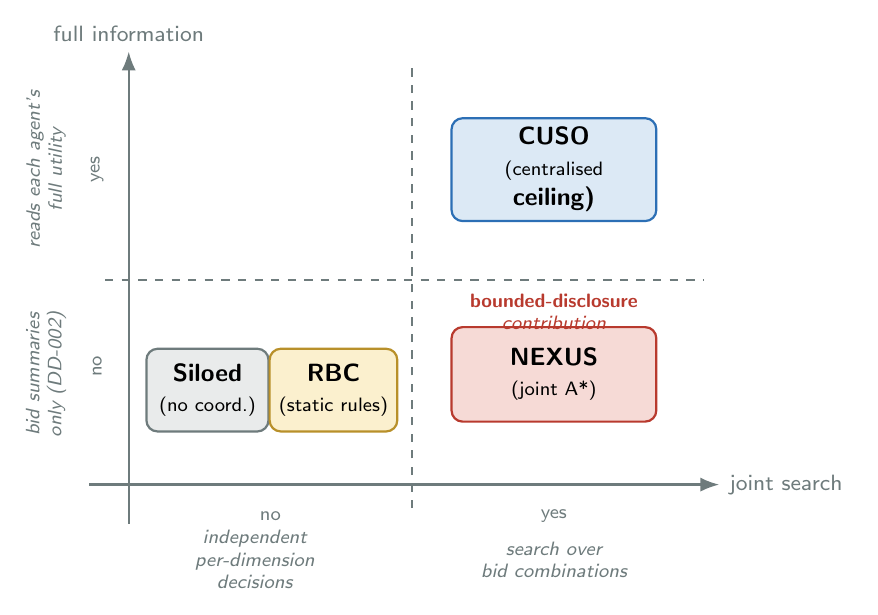 full information
reads each agent's
full utility
yes
CUSO
(centralised
ceiling)
bounded-disclosure
contribution
bid summaries
only (DD-002)
no
Siloed
(no coord.)
RBC
(static rules)
NEXUS
(joint A*)
joint search
no
independent
per-dimension
decisions
yes
search over
bid combinations